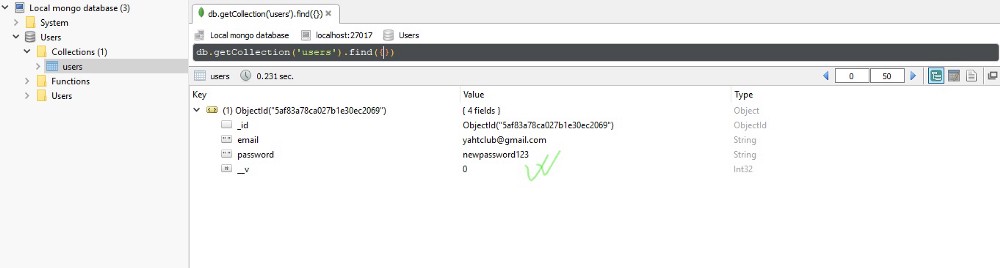 Local mongo database (3)
System
Users
Collections (1)
users
Functions
Users
db.getCollection('users').find({})
Local mongo database localhost:27017 Users
db.getCollection('users').find({})
users 0.231 sec. 0 50
Key Value Type
(1) ObjectId("5af83a78ca027b1e30ec2069") { 4 fields } Object
_id ObjectId("5af83a78ca027b1e30ec2069") ObjectId
email yahtclub@gmail.com String
password newpassword123 String
__v 0 Int32